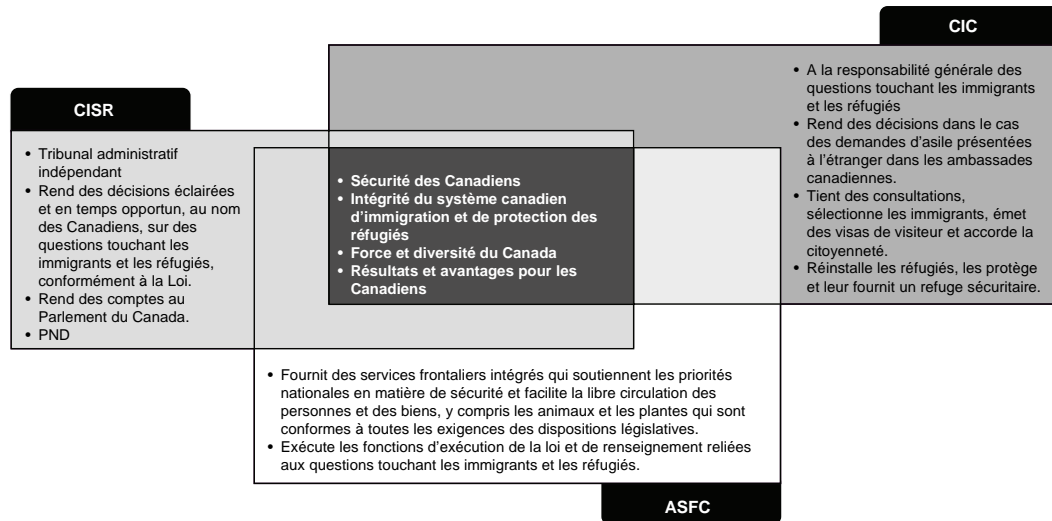 CISR
• Tribunal administratif
indépendant
• Rend des décisions éclairées
et en temps opportun, au nom
des Canadiens, sur des
questions touchant les
immigrants et les réfugiés,
conformément à la Loi.
• Rend des comptes au
Parlement du Canada.
• PND
• Sécurité des Canadiens
• Intégrité du système canadien
d'immigration et de protection des
réfugiés
• Force et diversité du Canada
• Résultats et avantages pour les
Canadiens
CIC
• A la responsabilité générale des
questions touchant les immigrants
et les réfugiés
• Rend des décisions dans le cas
des demandes d'asile présentées
à l'étranger dans les ambassades
canadiennes.
• Tient des consultations,
sélectionne les immigrants, émet
des visas de visiteur et accorde la
citoyenneté.
• Réinstalle les réfugiés, les protège
et leur fournit un refuge sécuritaire.
• Fournit des services frontaliers intégrés qui soutiennent les priorités
nationales en matière de sécurité et facilite la libre circulation des
personnes et des biens, y compris les animaux et les plantes qui sont
conformes à toutes les exigences des dispositions législatives.
• Exécute les fonctions d'exécution de la loi et de renseignement reliées
aux questions touchant les immigrants et les réfugiés.
ASFC